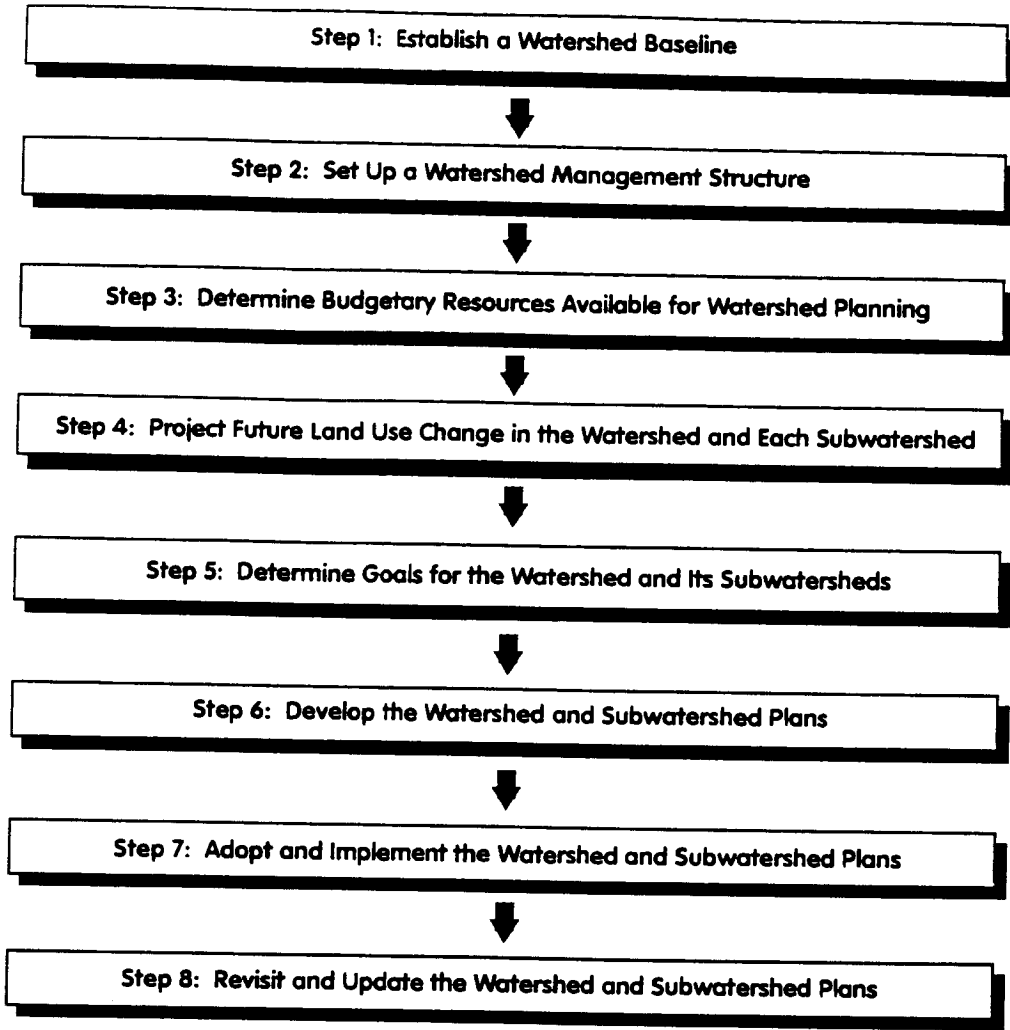 Step 1: Establish a Watershed Baseline
Step 2: Set Up a Watershed Management Structure
Step 3: Determine Budgetary Resources Available for Watershed Planning
Step 4: Project Future Land Use Change in the Watershed and Each Subwatershed
Step 5: Determine Goals for the Watershed and Its Subwatersheds
Step 6: Develop the Watershed and Subwatershed Plans
Step 7: Adopt and Implement the Watershed and Subwatershed Plans
Step 8: Revisit and Update the Watershed and Subwatershed Plans